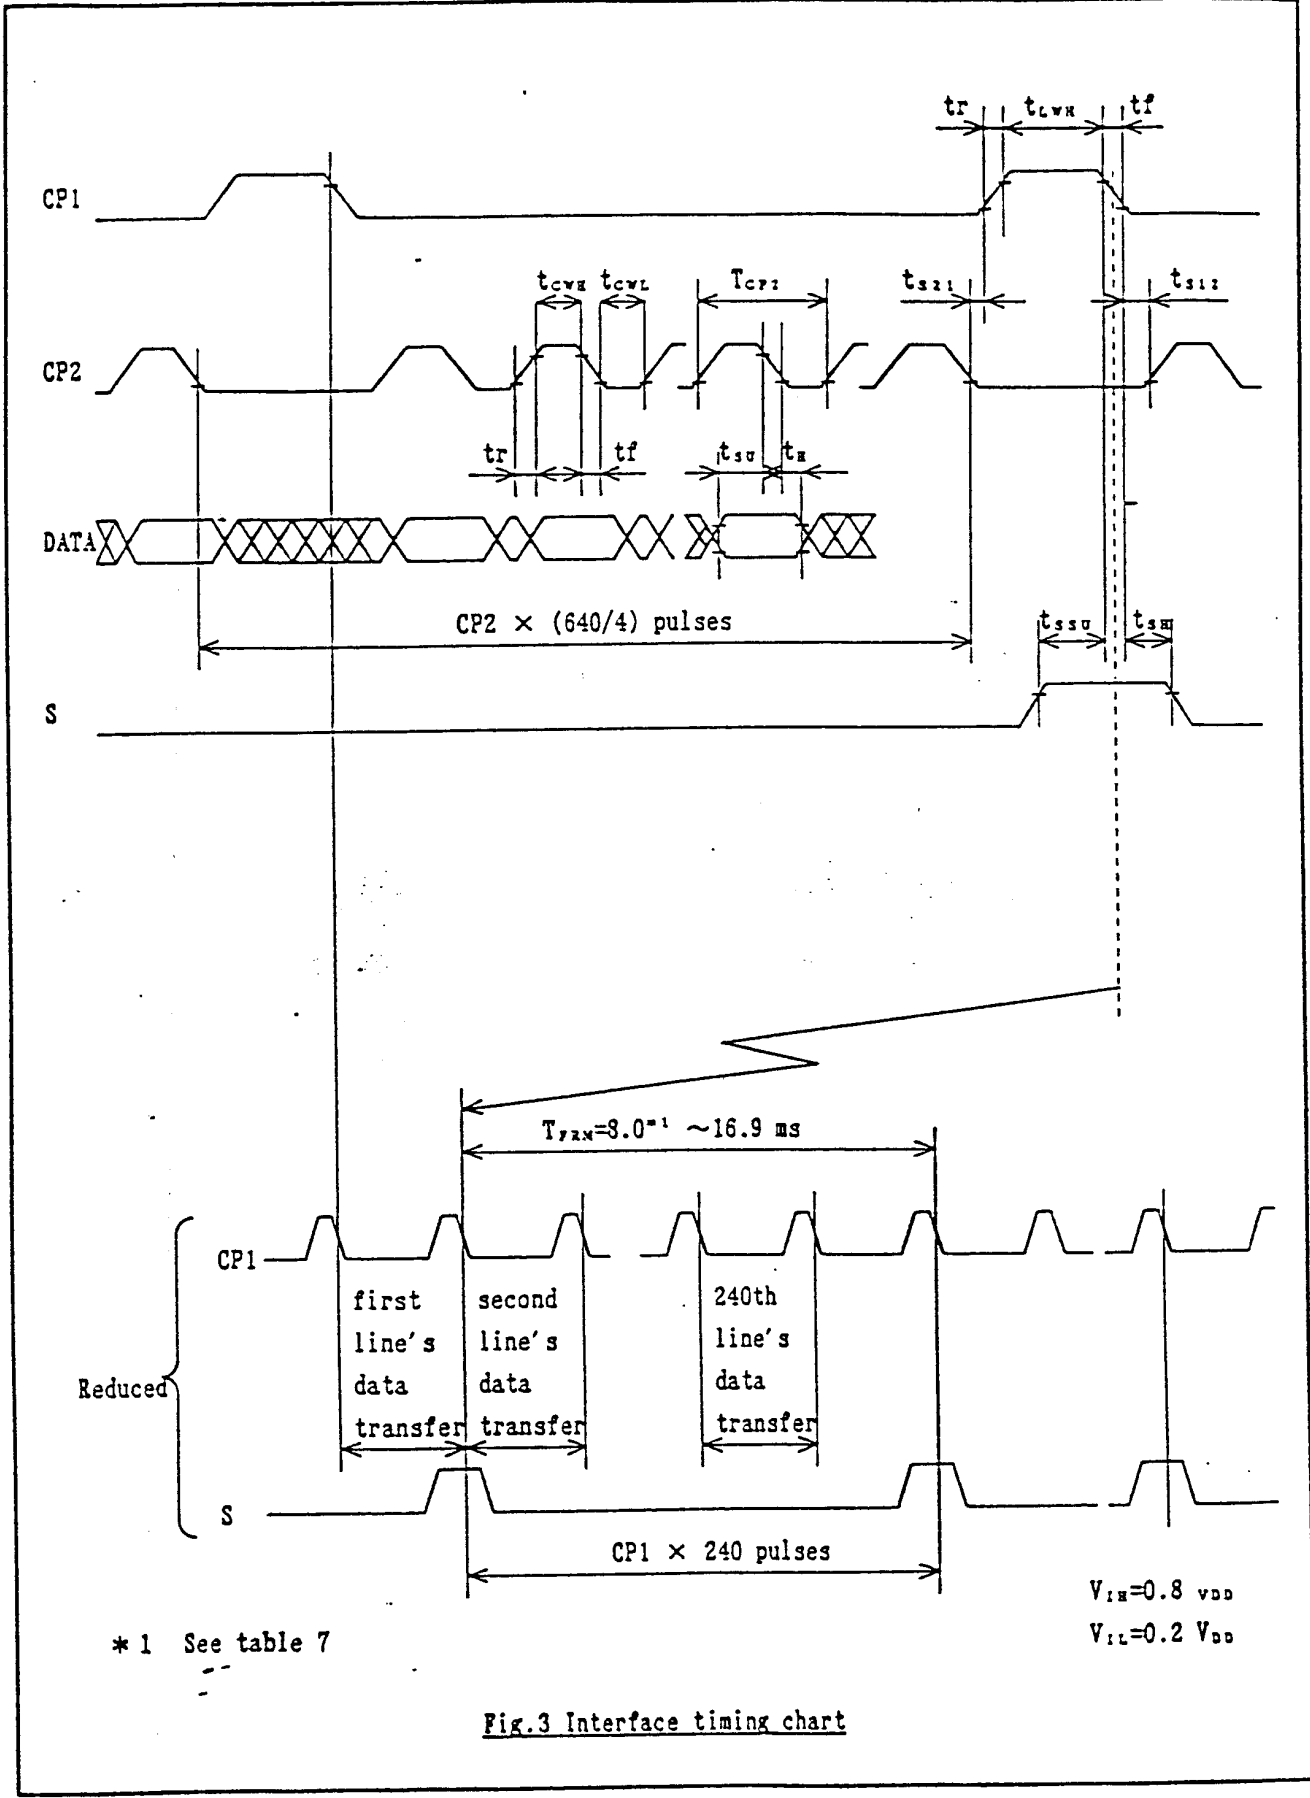 tr tLWH tf
CP1
tCWH tCWL TCP2 tS21 tS12
CP2
tr tf tSU tH
DATA
CP2 × (640/4) pulses
tSSU tSH
S
TFRM=8.0*1 ~16.9 ms
CP1
first
line's
data
transfer
second
line's
data
transfer
240th
line's
data
transfer
Reduced
S
CP1 × 240 pulses
VIH=0.8 VDD
VIL=0.2 VDD
*1 See table 7
Fig.3 Interface timing chart